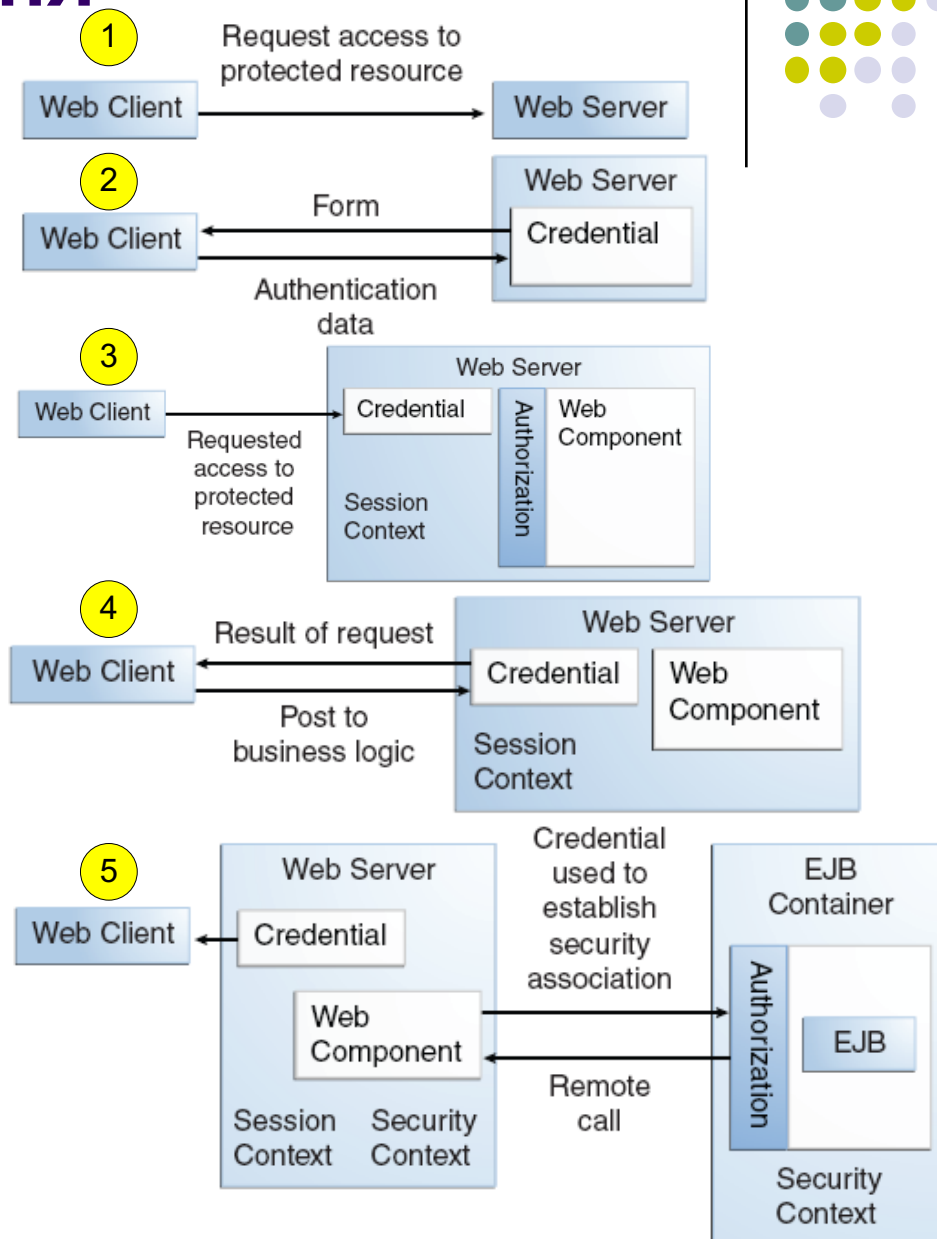 1
Request access to
protected resource
Web Client
Web Server
2
Web Server
Form
Web Client
Credential
Authentication
data
3
Web Server
Web Client
Credential
Authorization
Web
Component
Requested
access to
protected
resource
Session
Context
4
Web Server
Result of request
Web Client
Credential
Web
Component
Post to
business logic
Session
Context
5
Web Server
Credential
used to
establish
security
association
EJB
Container
Web Client
Credential
Web
Component
Authorization
EJB
Remote
call
Session
Context
Security
Context
Security
Context